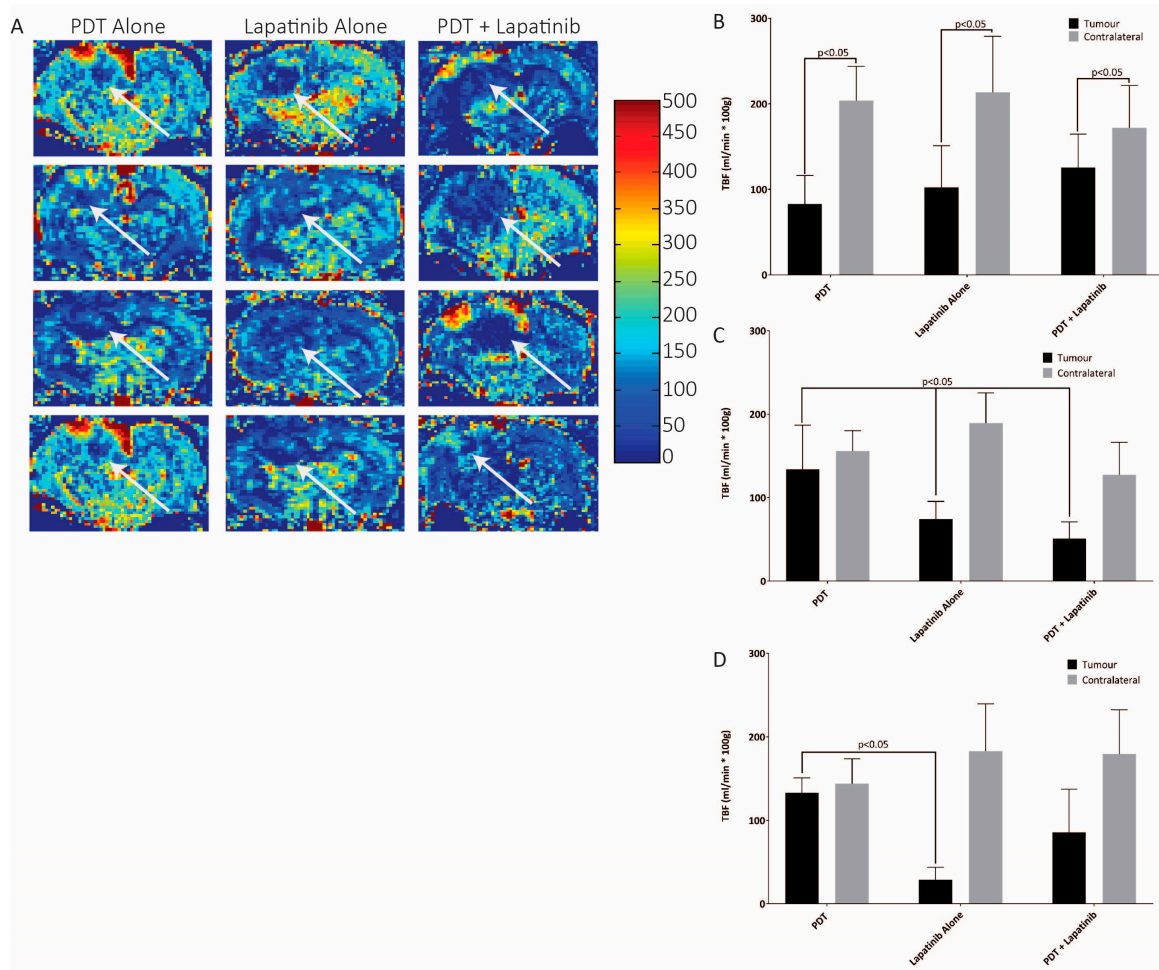 A
PDT Alone
Lapatinib Alone
PDT + Lapatinib
500
450
400
350
300
250
200
150
100
50
0
B
300
200
100
0
TBF (ml/min * 100g)
Tumour
Contralateral
p<0.05
p<0.05
p<0.05
PDT
Lapatinib Alone
PDT + Lapatinib
C
300
200
100
0
TBF (ml/min * 100g)
Tumour
Contralateral
p<0.05
PDT
Lapatinib Alone
PDT + Lapatinib
D
300
200
100
0
TBF (ml/min * 100g)
Tumour
Contralateral
p<0.05
PDT
Lapatinib Alone
PDT + Lapatinib